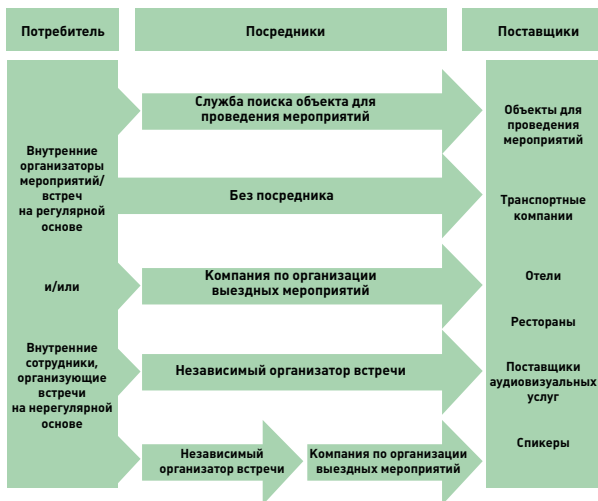 Потребитель
Посредники
Поставщики
Внутренние
организаторы
мероприятий/
встреч
на регулярной
основе
и/или
Внутренние
сотрудники,
организующие
встречи
на нерегулярной
основе
Служба поиска объекта для
проведения мероприятий
Без посредника
Компания по организации
выездных мероприятий
Независимый организатор встречи
Независимый
организатор встречи
Компания по организации
выездных мероприятий
Объекты для
проведения
мероприятий
Транспортные
компании
Отели
Рестораны
Поставщики
аудиовизуальных
услуг
Спикеры